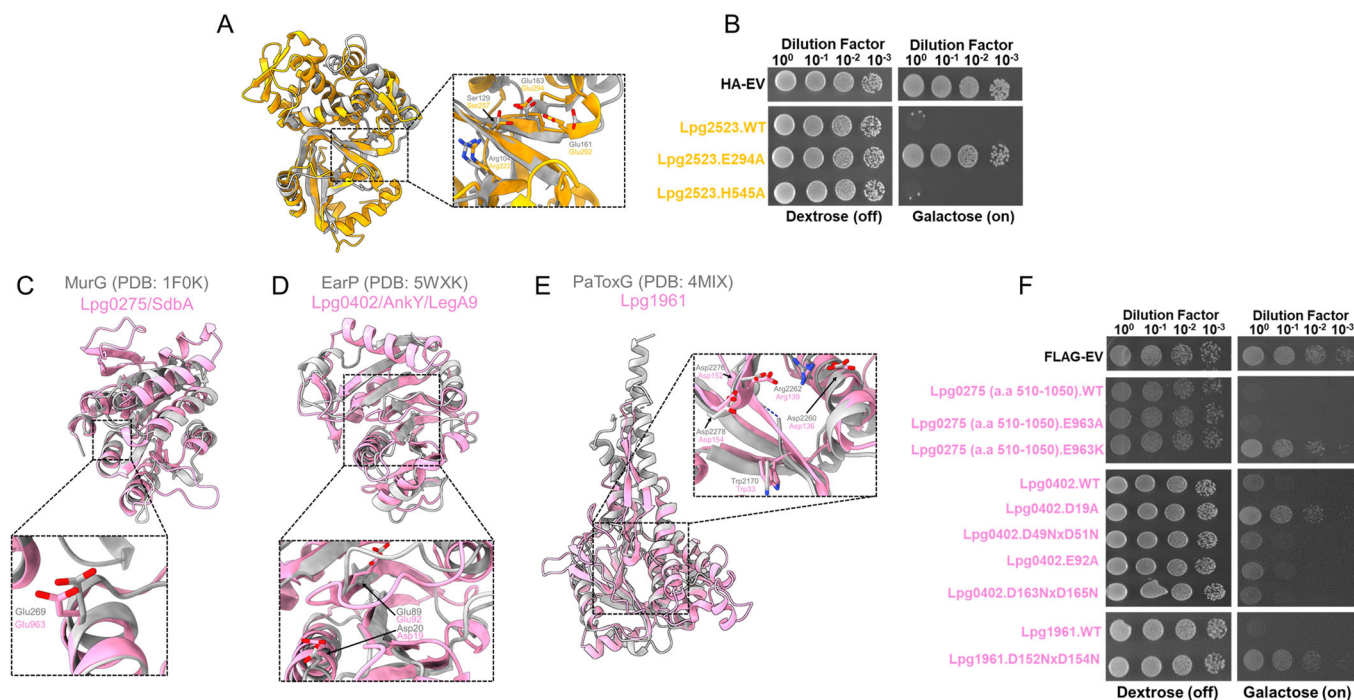 A
Glu163
Glu294
Ser129
Ser257
Glu161
Glu292
Arg104
B
Dilution Factor
Dilution Factor
10⁰ 10⁻¹ 10⁻² 10⁻³
10⁰ 10⁻¹ 10⁻² 10⁻³
HA-EV
Lpg2523.WT
Lpg2523.E294A
Lpg2523.H545A
Dextrose (off)
Galactose (on)
C
MurG (PDB: 1F0K)
Lpg0275/SdbA
Glu269
Glu963
D
EarP (PDB: 5WXK)
Lpg0402/AnkY/LegA9
Glu89
Glu92
Asp20
Asp19
E
PaToxG (PDB: 4MIX)
Lpg1961
Asp2276
Asp152
Arg2262
Arg139
Asp2260
Asp136
Asp2278
Asp154
Trp2170
Trp33
F
Dilution Factor
Dilution Factor
10⁰ 10⁻¹ 10⁻² 10⁻³
10⁰ 10⁻¹ 10⁻² 10⁻³
FLAG-EV
Lpg0275 (a.a 510-1050).WT
Lpg0275 (a.a 510-1050).E963A
Lpg0275 (a.a 510-1050).E963K
Lpg0402.WT
Lpg0402.D19A
Lpg0402.D49NxD51N
Lpg0402.E92A
Lpg0402.D163NxD165N
Lpg1961.WT
Lpg1961.D152NxD154N
Dextrose (off)
Galactose (on)